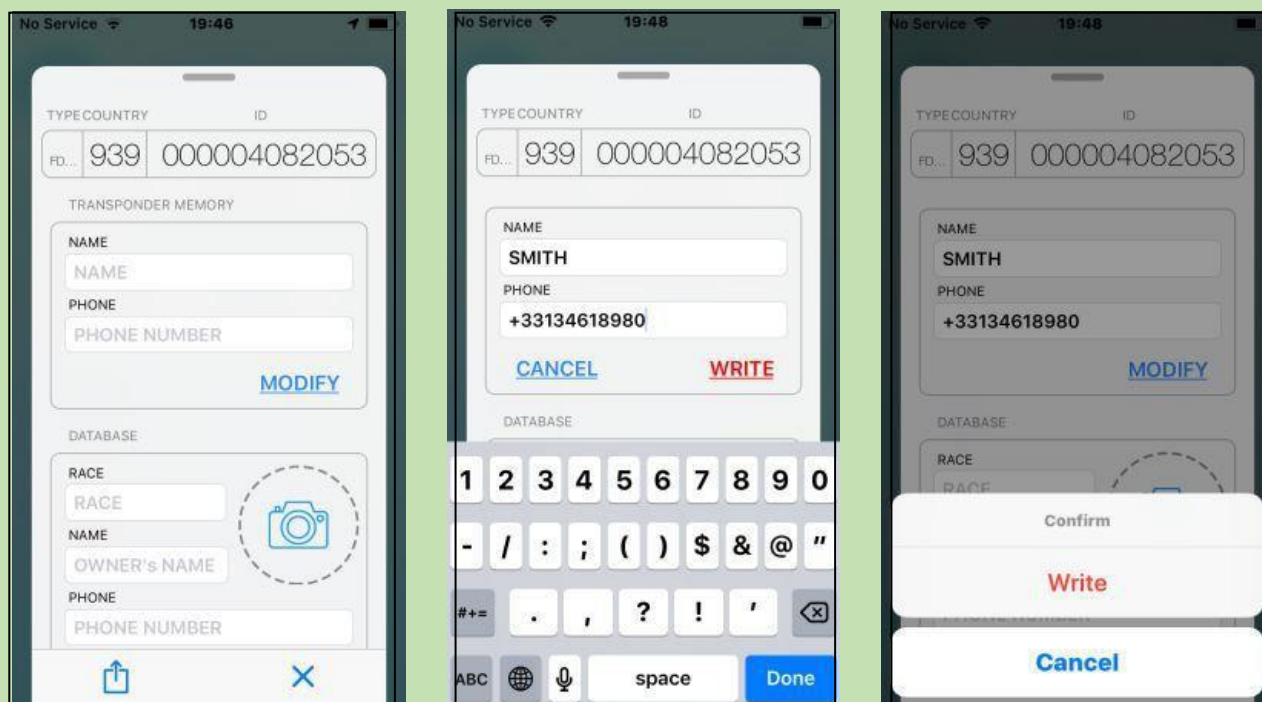 No Service 19:46
TYPE COUNTRY ID
FD... 939 000004082053
TRANSPONDER MEMORY
NAME
NAME
PHONE
PHONE NUMBER
MODIFY
DATABASE
RACE
RACE
NAME
OWNER's NAME
PHONE
PHONE NUMBER
No Service 19:48
TYPE COUNTRY ID
FD... 939 000004082053
NAME
SMITH
PHONE
+33134618980
CANCEL WRITE
DATABASE
1 2 3 4 5 6 7 8 9 0
- / : ; ( ) $ & @ "
#+= . , ? ! '
ABC space Done
No Service 19:48
TYPE COUNTRY ID
FD... 939 000004082053
NAME
SMITH
PHONE
+33134618980
MODIFY
DATABASE
RACE
RACE
Confirm
Write
PHONE NUMBER
Cancel